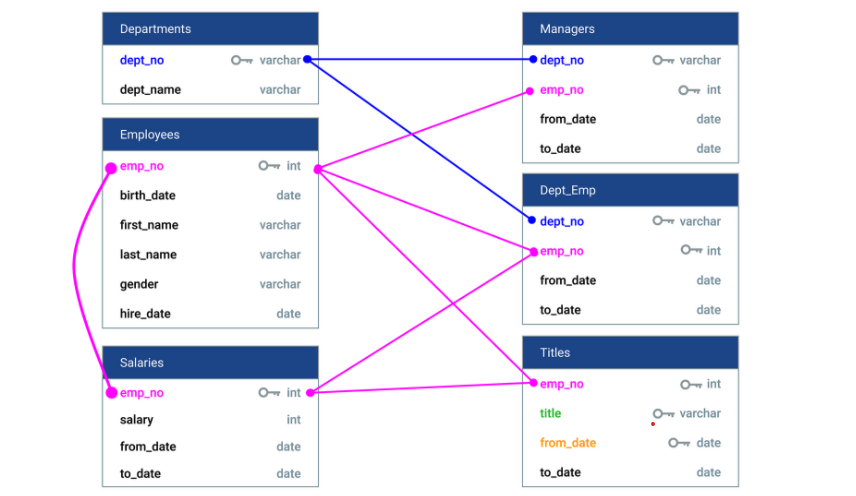 Departments
dept_no varchar
dept_name varchar
Employees
emp_no int
birth_date date
first_name varchar
last_name varchar
gender varchar
hire_date date
Salaries
emp_no int
salary int
from_date date
to_date date
Managers
dept_no varchar
emp_no int
from_date date
to_date date
Dept_Emp
dept_no varchar
emp_no int
from_date date
to_date date
Titles
emp_no int
title varchar
from_date date
to_date date